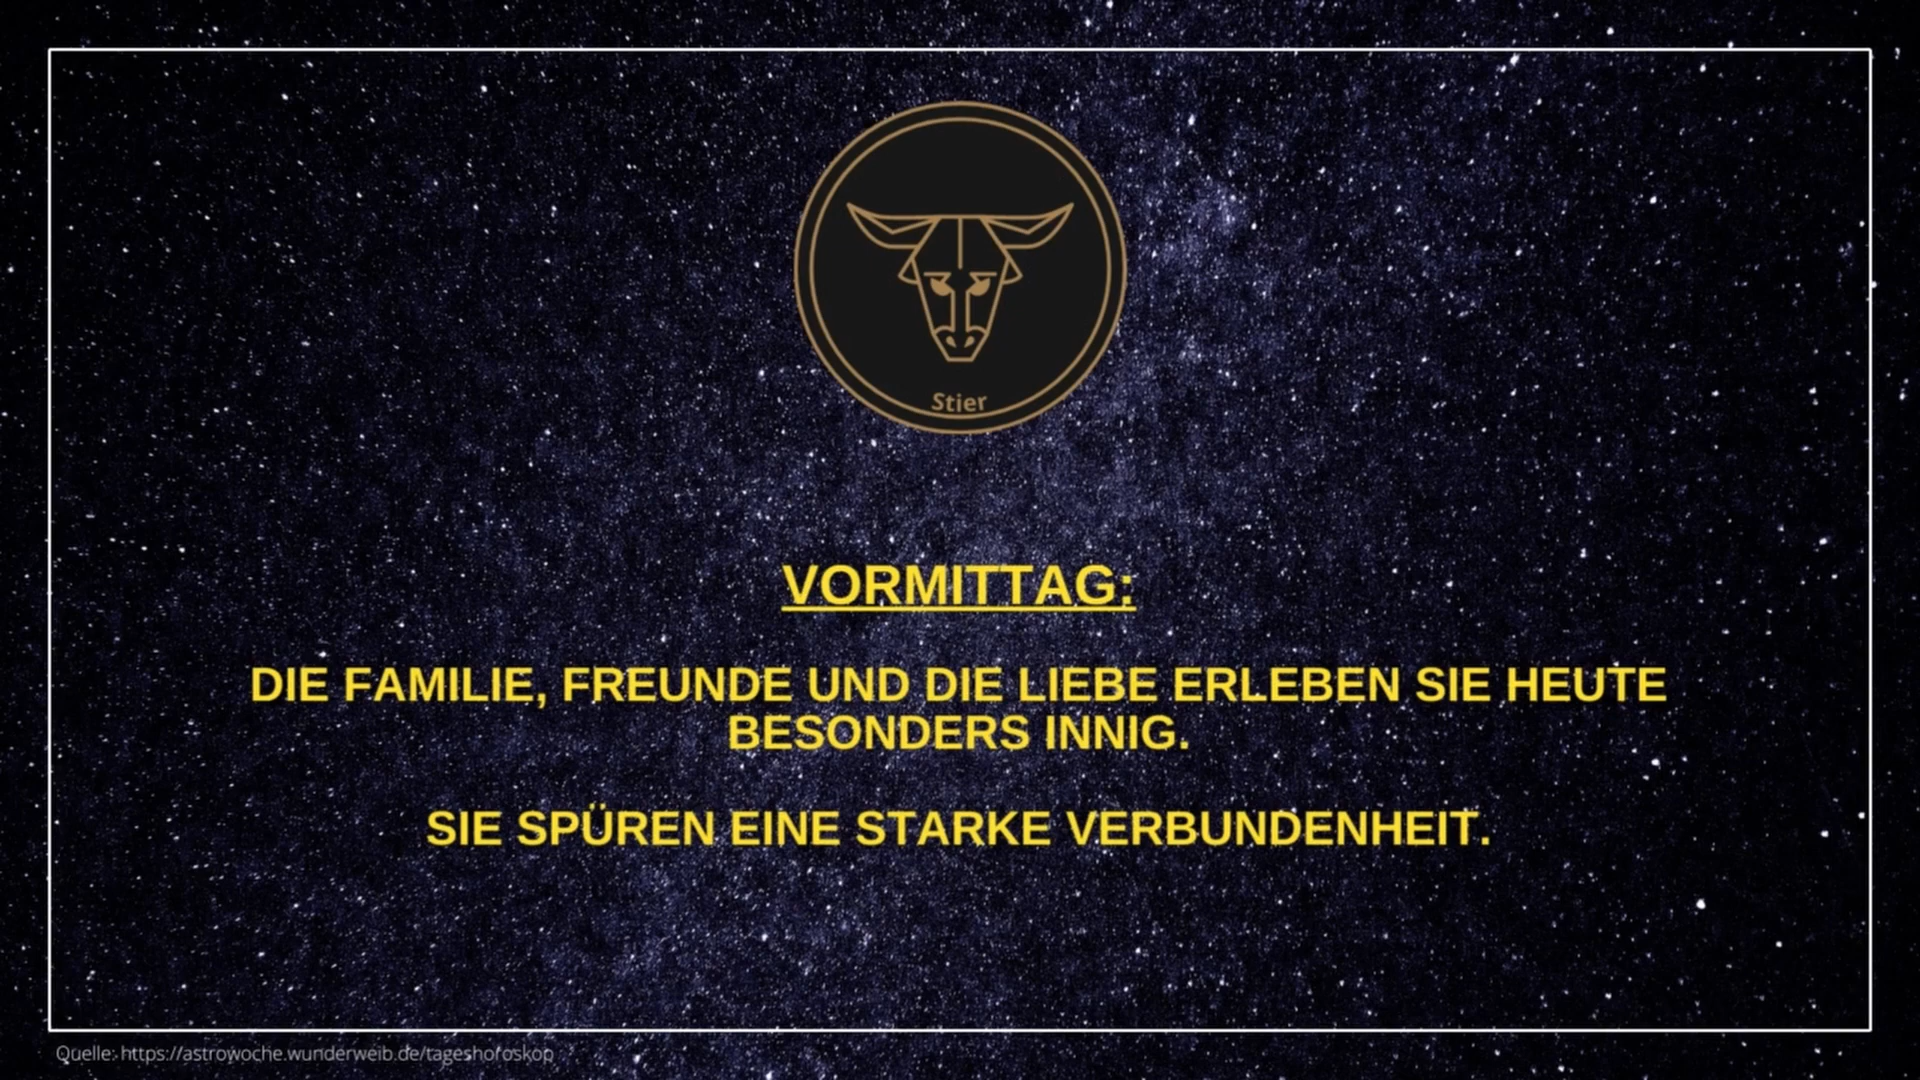 Stier
VORMITTAG:
DIE FAMILIE, FREUNDE UND DIE LIEBE ERLEBEN SIE HEUTE
BESONDERS INNIG.
SIE SPÜREN EINE STARKE VERBUNDENHEIT.
Quelle: https://astrowoche.wunderweib.de/tageshoroskop